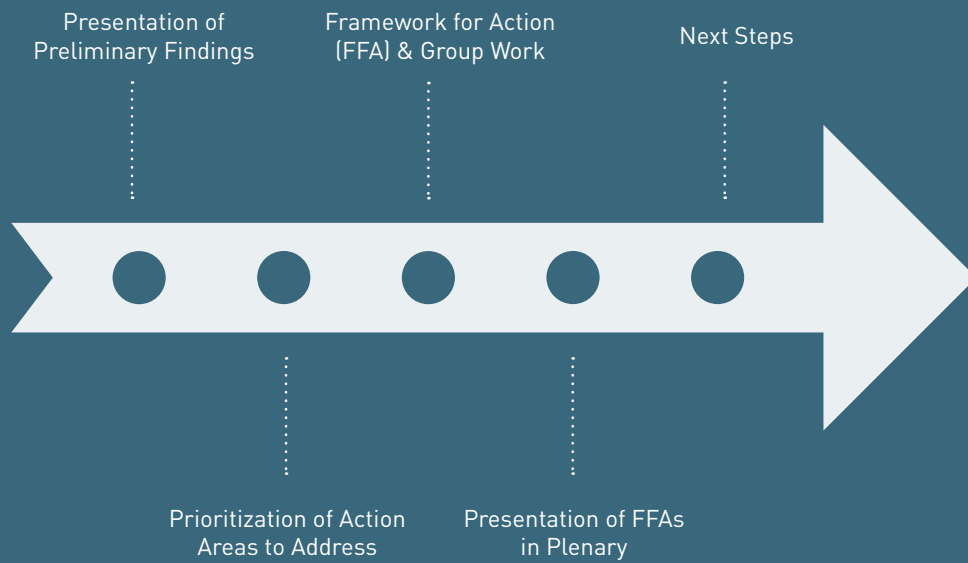 Presentation of
Preliminary Findings
Framework for Action
(FFA) & Group Work
Next Steps
Prioritization of Action
Areas to Address
Presentation of FFAs
in Plenary